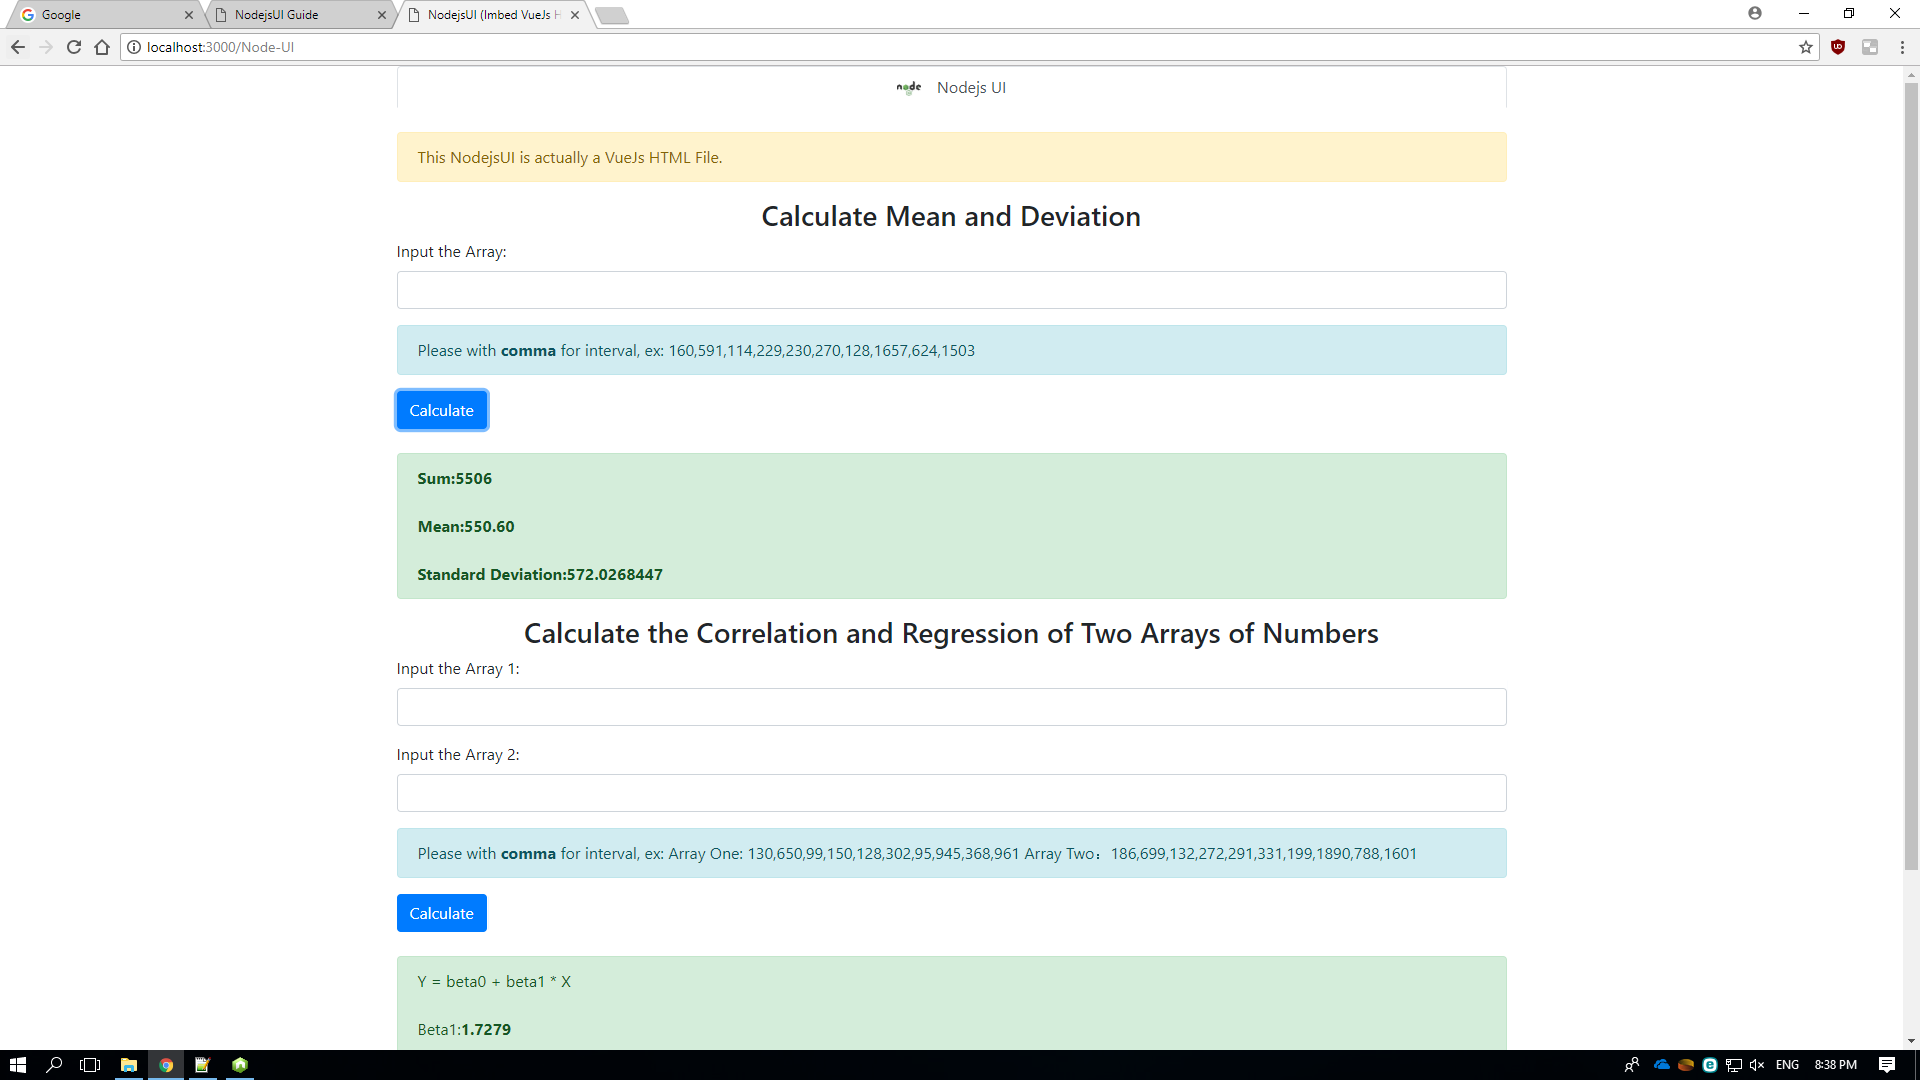 Google
NodejsUI Guide
NodejsUI (Imbed VueJs H
localhost:3000/Node-UI
node
Nodejs UI
This NodejsUI is actually a VueJs HTML File.
Calculate Mean and Deviation
Input the Array:
Please with comma for interval, ex: 160,591,114,229,230,270,128,1657,624,1503
Calculate
Sum:5506
Mean:550.60
Standard Deviation:572.0268447
Calculate the Correlation and Regression of Two Arrays of Numbers
Input the Array 1:
Input the Array 2:
Please with comma for interval, ex: Array One: 130,650,99,150,128,302,95,945,368,961 Array Two：186,699,132,272,291,331,199,1890,788,1601
Calculate
Y = beta0 + beta1 * X
Beta1:1.7279
ENG
8:38 PM